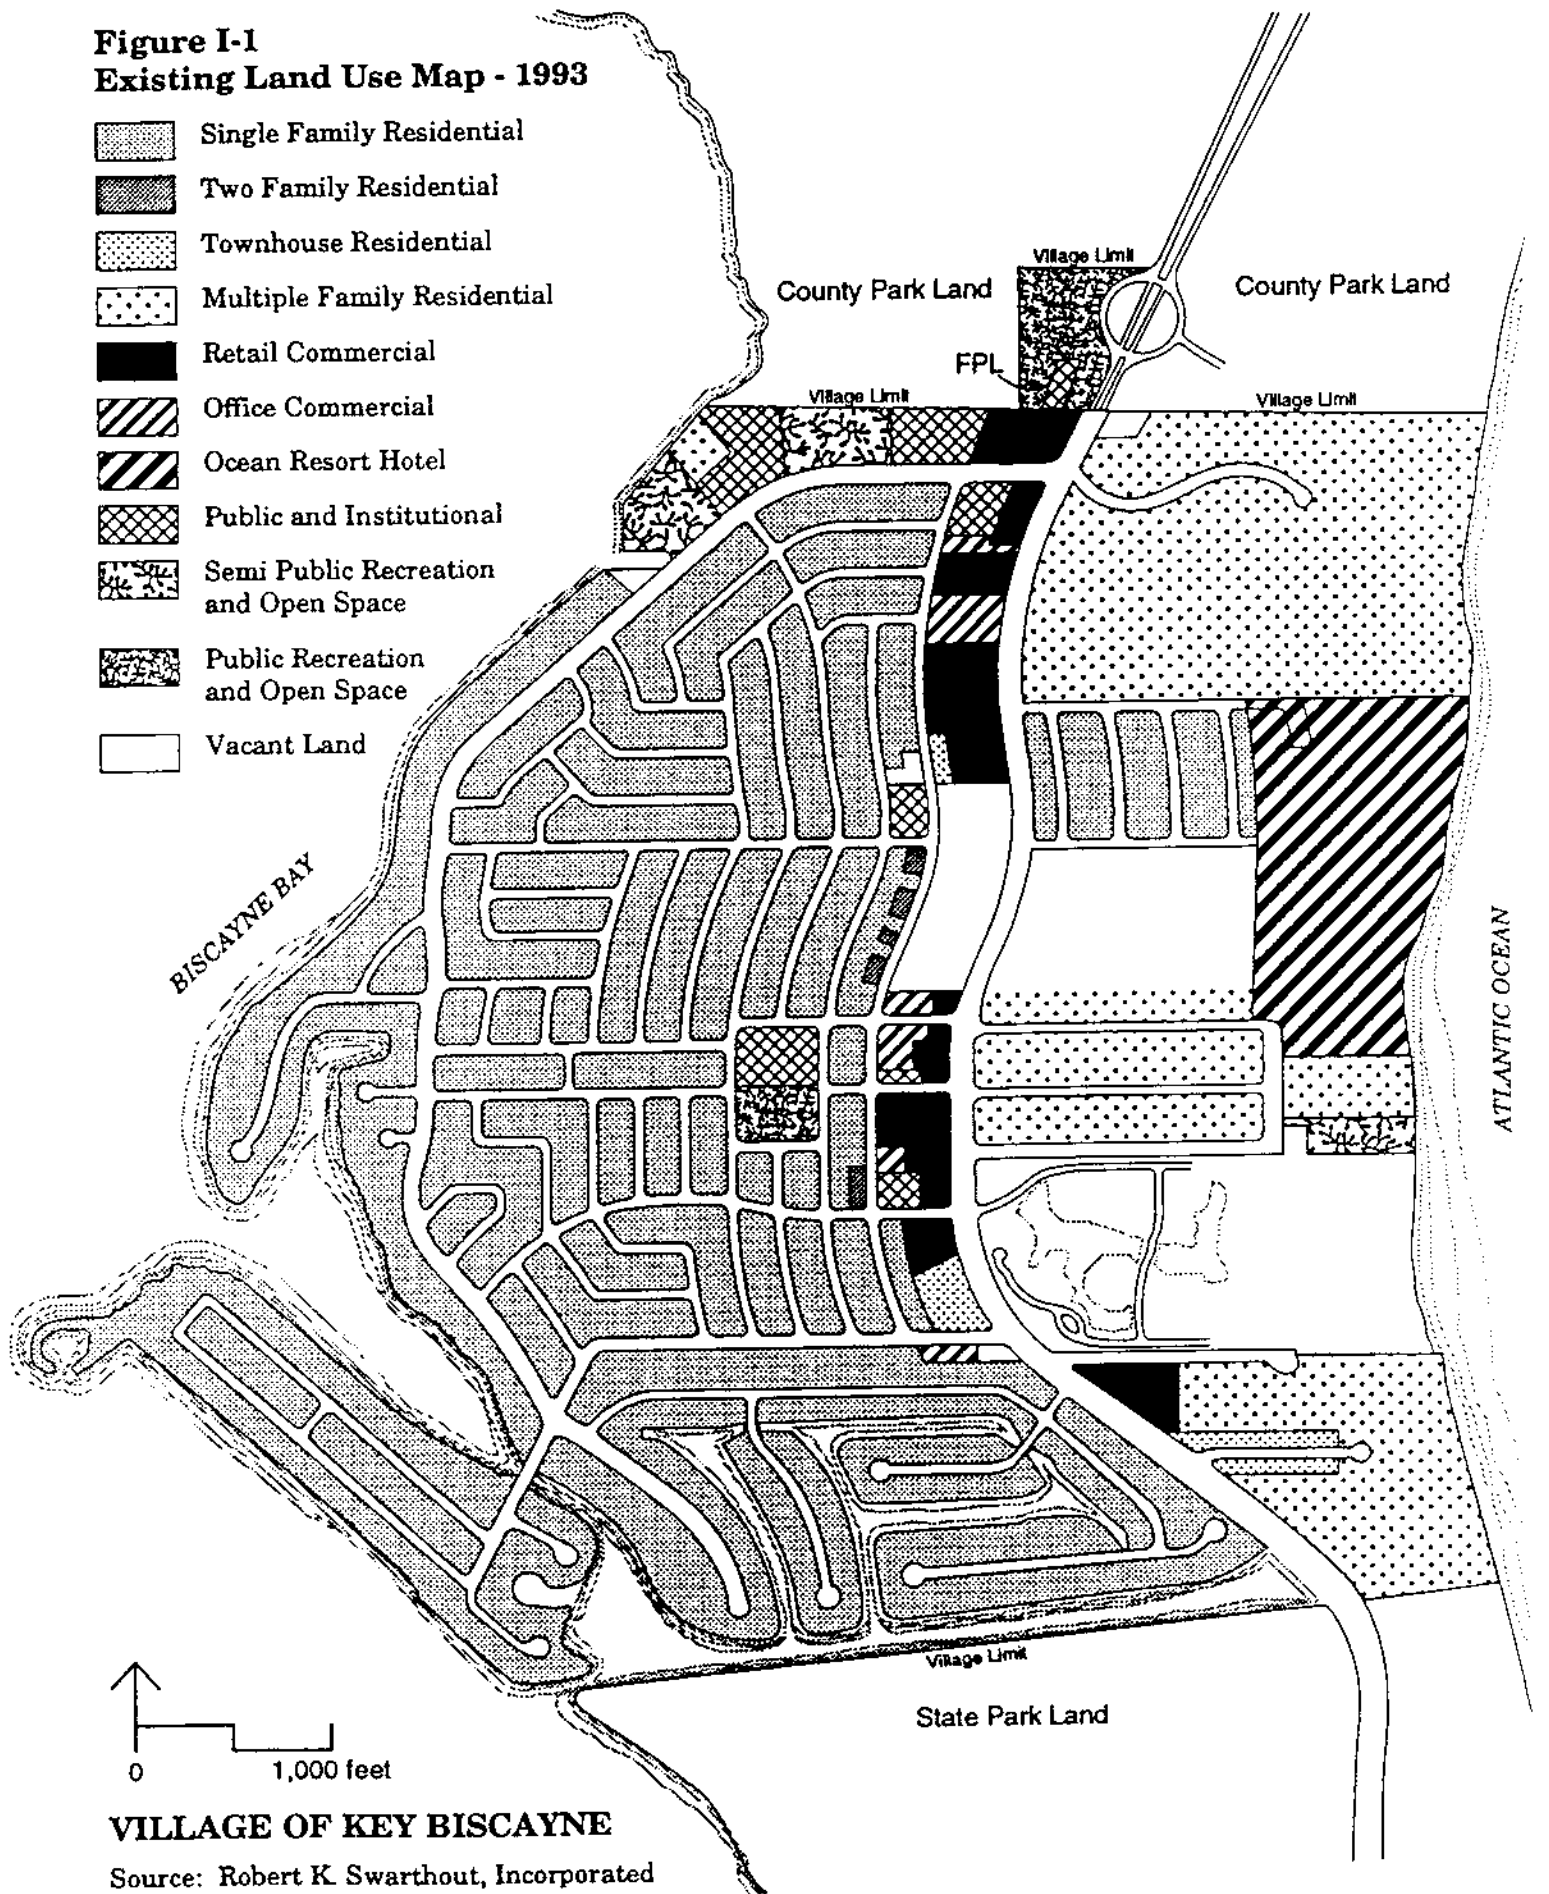 Figure I-1
Existing Land Use Map - 1993
Single Family Residential
Two Family Residential
Townhouse Residential
Multiple Family Residential
Retail Commercial
Office Commercial
Ocean Resort Hotel
Public and Institutional
Semi Public Recreation
and Open Space
Public Recreation
and Open Space
Vacant Land
Village Limit
County Park Land
County Park Land
FPL
Village Limit
Village Limit
BISCAYNE BAY
ATLANTIC OCEAN
Village Limit
State Park Land
0
1,000 feet
VILLAGE OF KEY BISCAYNE
Source: Robert K. Swarthout, Incorporated